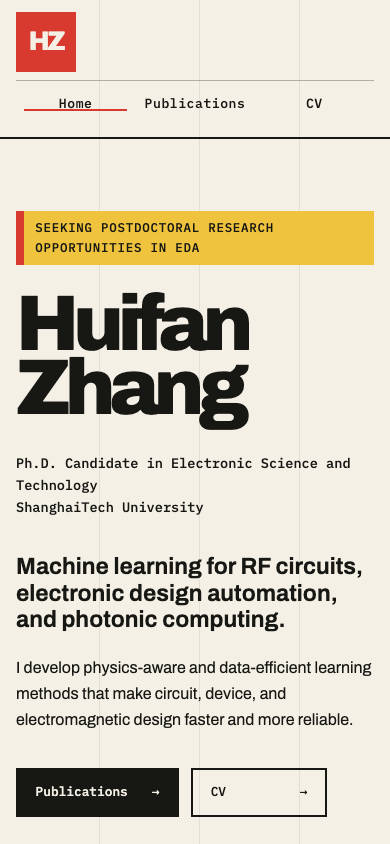 HZ
Home Publications CV
SEEKING POSTDOCTORAL RESEARCH
OPPORTUNITIES IN EDA
Huifan
Zhang
Ph.D. Candidate in Electronic Science and
Technology
ShanghaiTech University
Machine learning for RF circuits,
electronic design automation,
and photonic computing.
I develop physics-aware and data-efficient learning
methods that make circuit, device, and
electromagnetic design faster and more reliable.
Publications → CV →